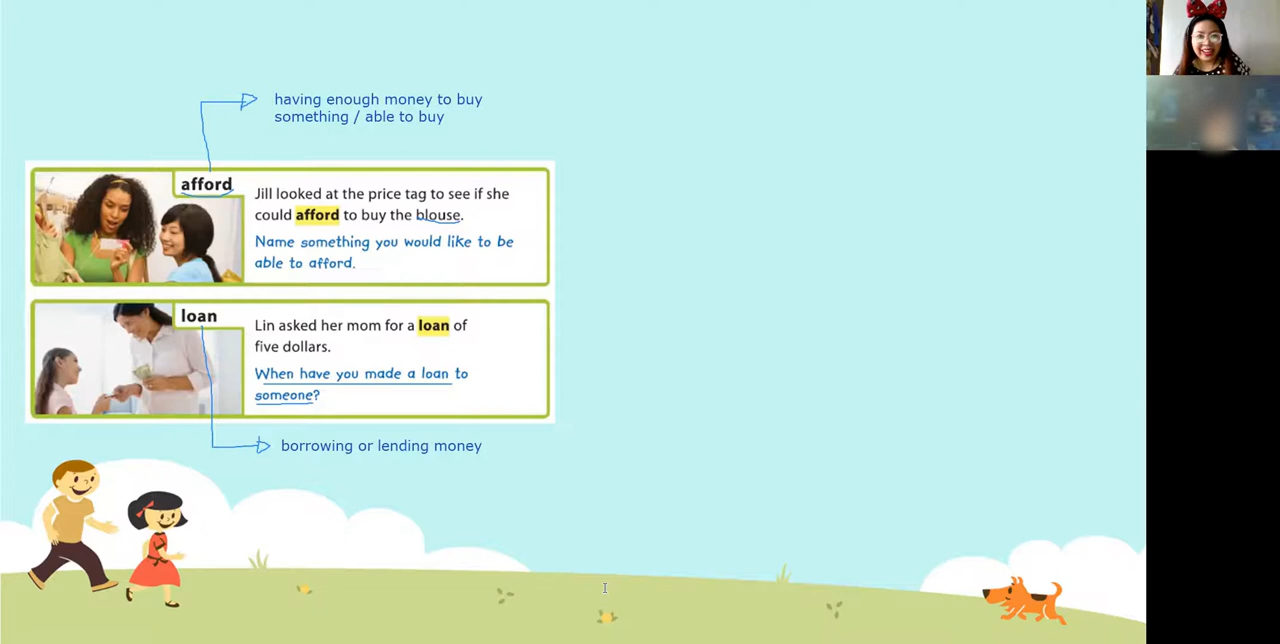 having enough money to buy
something / able to buy
afford
Jill looked at the price tag to see if she
could afford to buy the blouse.
Name something you would like to be
able to afford.
loan
Lin asked her mom for a loan of
five dollars.
When have you made a loan to
someone?
borrowing or lending money